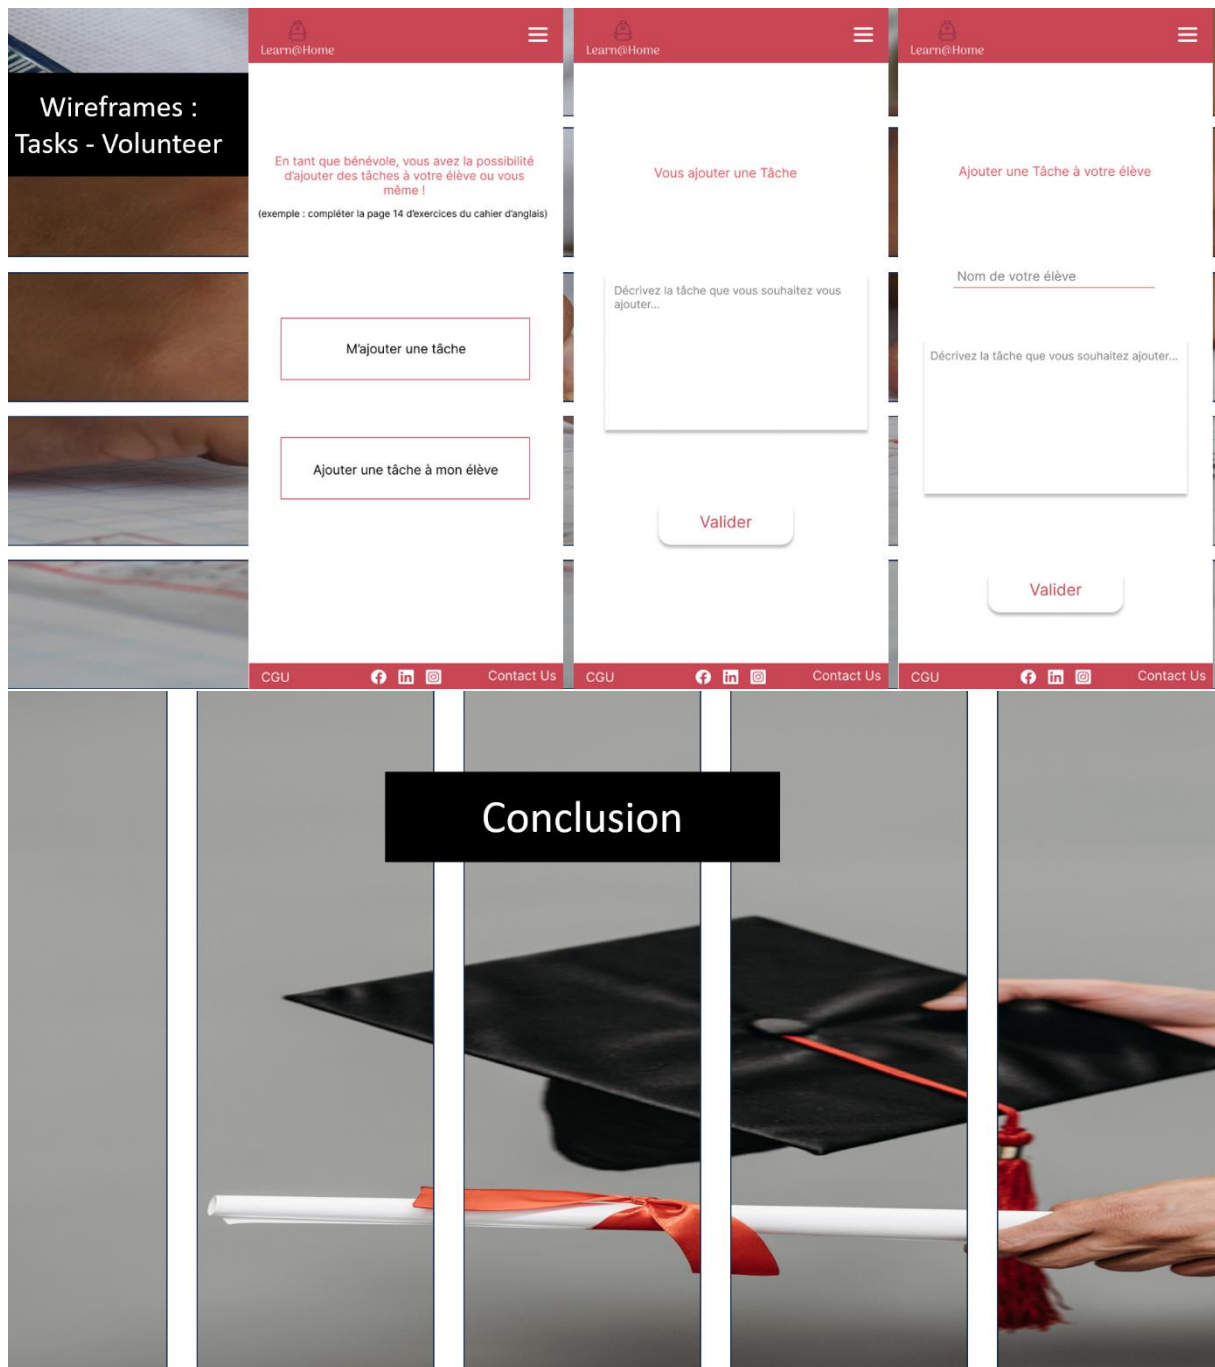 Wireframes :
Tasks - Volunteer
Learn@Home
En tant que bénévole, vous avez la possibilité
d'ajouter des tâches à votre élève ou vous
même !
(exemple : compléter la page 14 d'exercices du cahier d'anglais)
M'ajouter une tâche
Ajouter une tâche à mon élève
CGU
Contact Us
Learn@Home
Vous ajouter une Tâche
Décrivez la tâche que vous souhaitez vous
ajouter...
Valider
CGU
Contact Us
Learn@Home
Ajouter une Tâche à votre élève
Nom de votre élève
Décrivez la tâche que vous souhaitez ajouter...
Valider
CGU
Contact Us
Conclusion